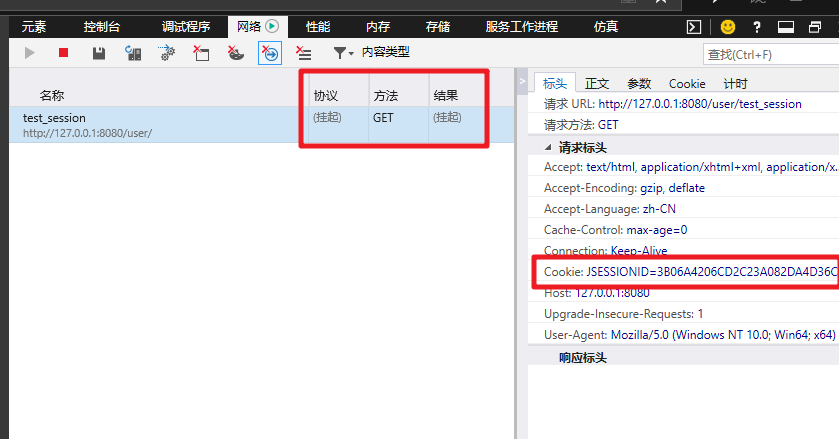 元素 控制台 调试程序 网络 性能 内存 存储 服务工作进程 仿真
内容类型 查找(Ctrl+F)
标头 正文 参数 Cookie 计时
名称 协议 方法 结果
test_session (挂起) GET (挂起)
http://127.0.0.1:8080/user/
请求 URL: http://127.0.0.1:8080/user/test_session
请求方法: GET
请求标头
Accept: text/html, application/xhtml+xml, application/x...
Accept-Encoding: gzip, deflate
Accept-Language: zh-CN
Cache-Control: max-age=0
Connection: Keep-Alive
Cookie: JSESSIONID=3B06A4206CD2C23A082DA4D36C
Host: 127.0.0.1:8080
Upgrade-Insecure-Requests: 1
User-Agent: Mozilla/5.0 (Windows NT 10.0; Win64; x64)
响应标头